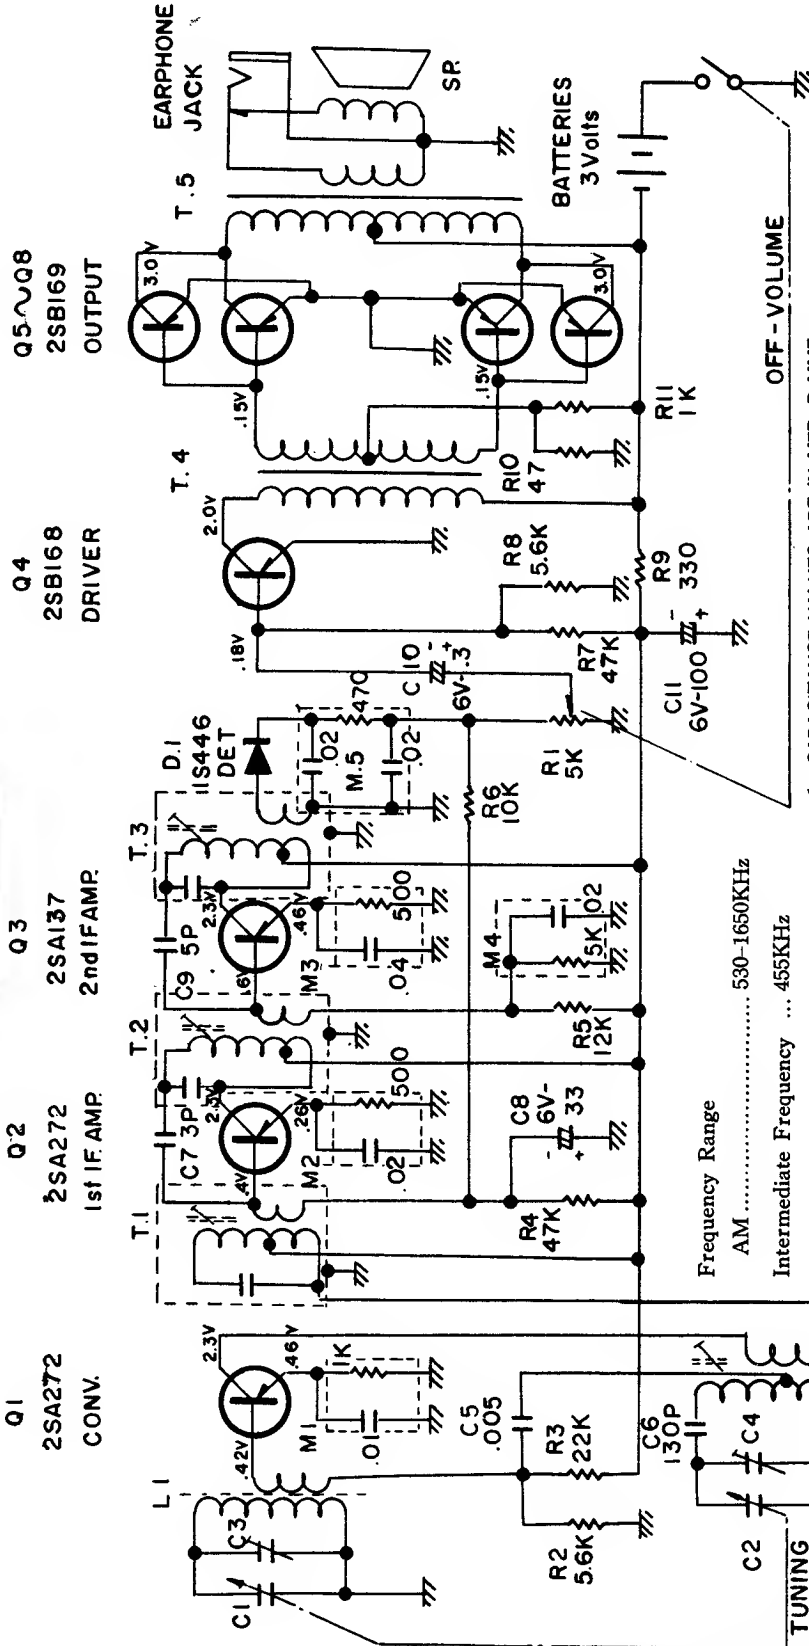 Q1
2SA272
CONV.
Q2
2SA272
1st I.F. AMP.
Q3
2SA137
2nd IF AMP.
Q4
2SB168
DRIVER
Q5~Q8
2SB169
OUTPUT
L1
C1
C3
.42V
2.3V
.46V
M1
.01
1K
C5
.005
R2
5.6K
R3
22K
C6
130P
C2
C4
TUNING
T.1
C7 3P
.4V
2.3V
.26V
M2
.02
500
R4
47K
C8
6V-
33
T.2
C9 5P
.6V
2.3V
.46V
M3
.04
500
M4
5K
.02
R5
12K
T.3
D.1
1S446
DET
.02
470
M.5
.02
R6
10K
R1
5K
C10
6V-.3
.18V
2.0V
R7
47K
R8
5.6K
R9
330
C11
6V-100
T.4
.15V
.15V
3.0V
3.0V
R10
47
R11
1K
T.5
EARPHONE
JACK
SP.
BATTERIES
3 Volts
OFF-VOLUME
Frequency Range
AM .................... 530-1650KHz
Intermediate Frequency ... 455KHz